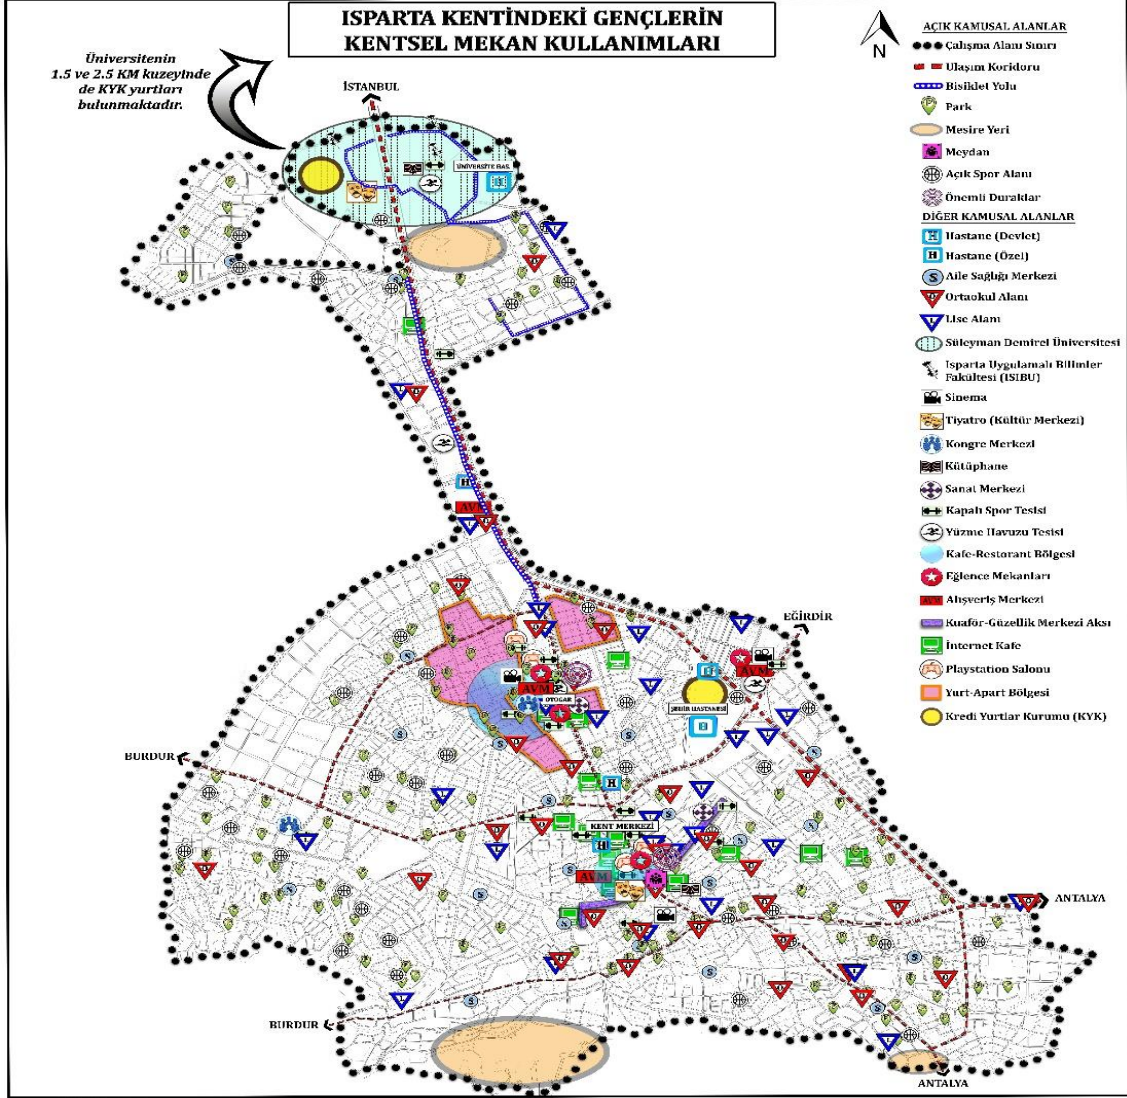 ISPARTA KENTİNDEKİ GENÇLERİN
KENTSEL MEKAN KULLANIMLARI
Üniversitenin
1.5 ve 2.5 KM kuzeyinde
de KYK yurtları
bulunmaktadır.
N
AÇIK KAMUSAL ALANLAR
Çalışma Alanı Sınırı
Ulaşım Koridoru
Bisiklet Yolu
Park
Mesire Yeri
Meydan
Açık Spor Alanı
Önemli Duraklar
DİĞER KAMUSAL ALANLAR
Hastane (Devlet)
Hastane (Özel)
Aile Sağlığı Merkezi
Ortaokul Alanı
Lise Alanı
Süleyman Demirel Üniversitesi
Isparta Uygulamalı Bilimler
Fakültesi (ISIBU)
Sinema
Tiyatro (Kültür Merkezi)
Kongre Merkezi
Kütüphane
Sanat Merkezi
Kapalı Spor Tesisi
Yüzme Havuzu Tesisi
Kafe-Restorant Bölgesi
Eğlence Mekanları
AVM Alışveriş Merkezi
Kuaför-Güzellik Merkezi Aksı
İnternet Kafe
Playstation Salonu
Yurt-Apart Bölgesi
Kredi Yurtlar Kurumu (KYK)
İSTANBUL
ÜNİVERSİTE HAS.
H
AVM
EĞİRDİR
AVM
AVM
OTOGAR
ŞEHİR HASTANESİ
BURDUR
KENT MERKEZİ
AVM
ANTALYA
BURDUR
ANTALYA